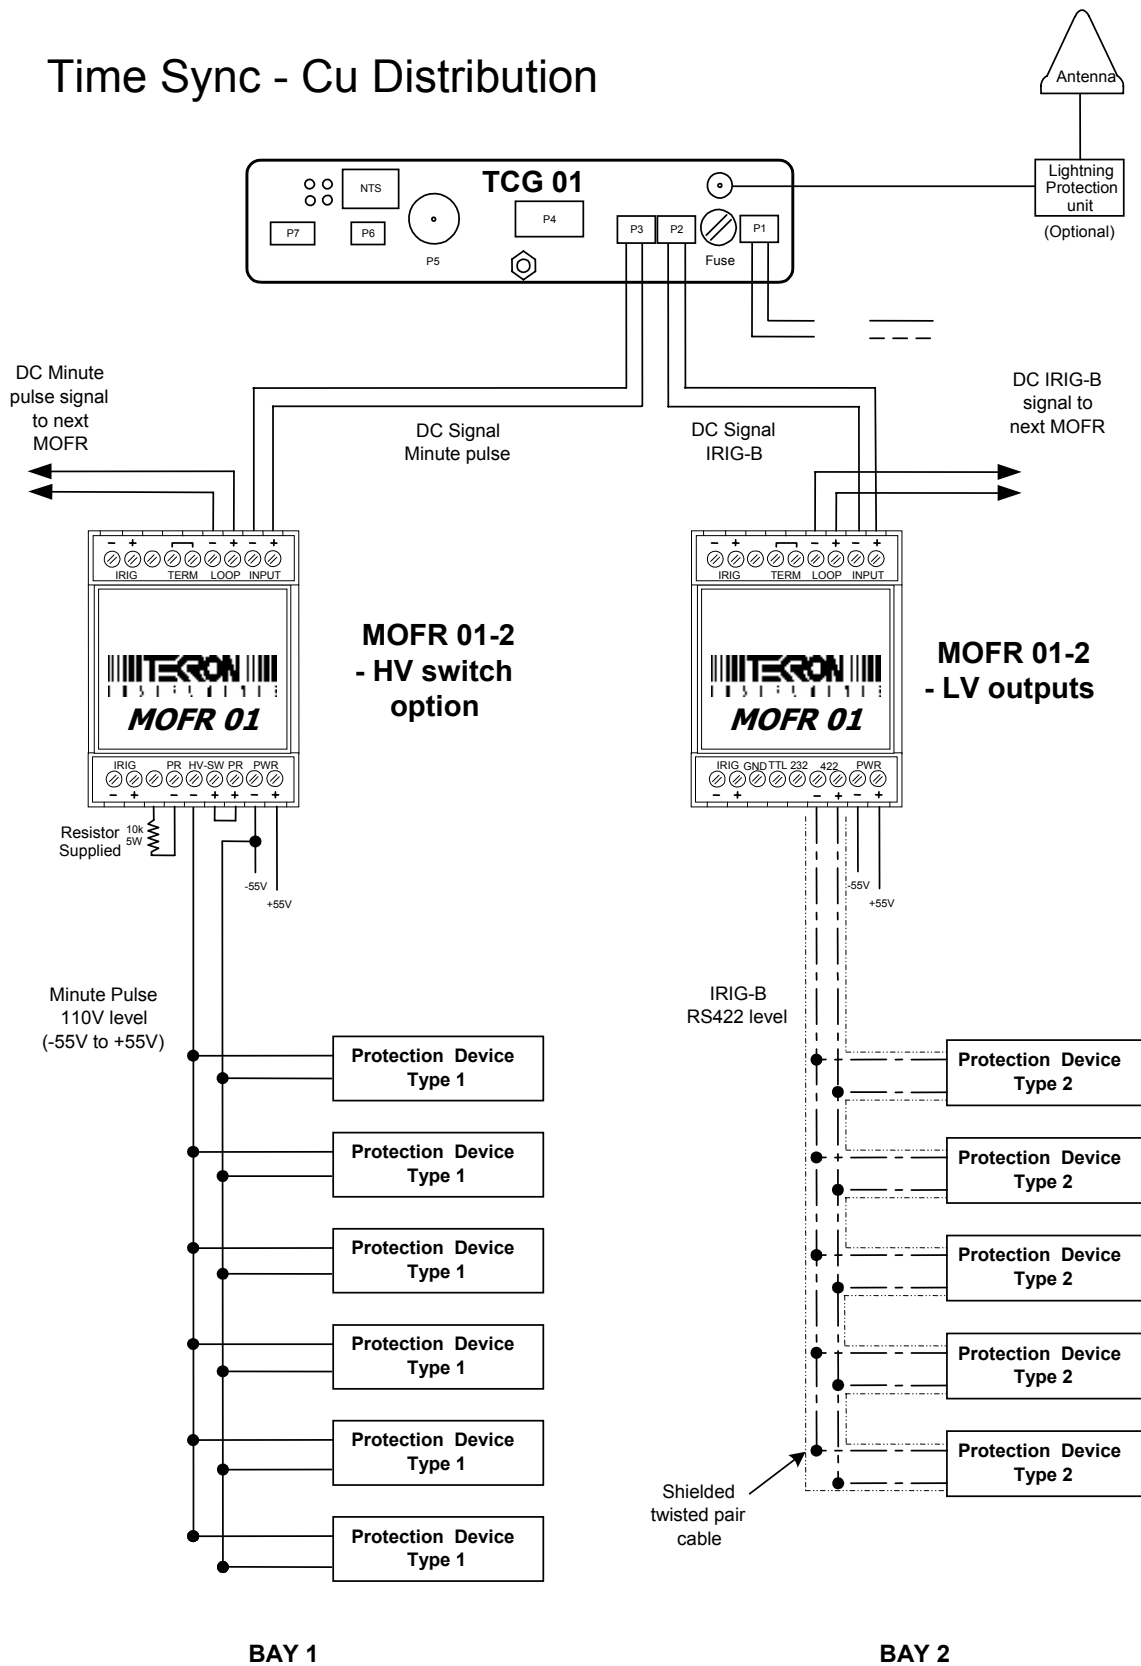 Time Sync - Cu Distribution
Antenna
Lightning
Protection
unit
(Optional)
TCG 01
NTS
P7
P6
P5
P4
P3
P2
Fuse
P1
DC Minute
pulse signal
to next
MOFR
DC Signal
Minute pulse
DC Signal
IRIG-B
DC IRIG-B
signal to
next MOFR
- + - + - +
IRIG TERM LOOP INPUT
TEKRON
MOFR 01
IRIG PR HV-SW PR PWR
- + - - + + - +
MOFR 01-2
- HV switch
option
- + - + - +
IRIG TERM LOOP INPUT
TEKRON
MOFR 01
IRIG GND TTL 232 422 PWR
- + - + - +
MOFR 01-2
- LV outputs
Resistor
Supplied
10k
5W
-55V
+55V
-55V
+55V
Minute Pulse
110V level
(-55V to +55V)
IRIG-B
RS422 level
Protection Device
Type 1
Protection Device
Type 1
Protection Device
Type 1
Protection Device
Type 1
Protection Device
Type 1
Protection Device
Type 1
Protection Device
Type 2
Protection Device
Type 2
Protection Device
Type 2
Protection Device
Type 2
Protection Device
Type 2
Shielded
twisted pair
cable
BAY 1
BAY 2